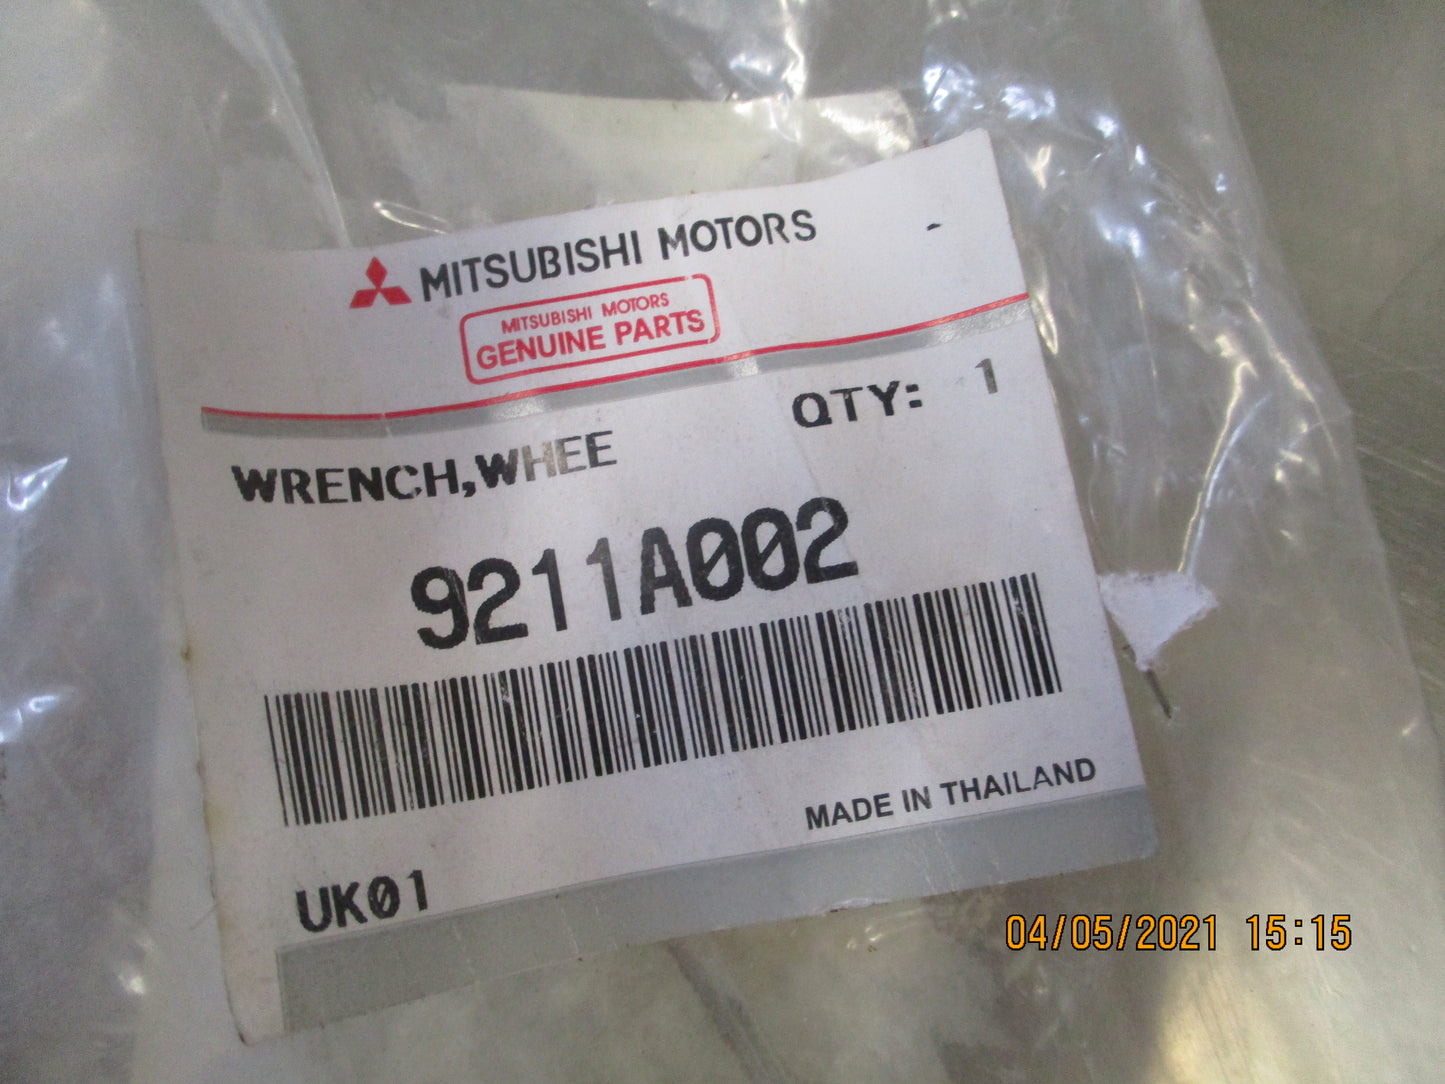 MITSUBISHI MOTORS
MITSUBISHI MOTORS
GENUINE PARTS
QTY: 1
WRENCH,WHEE
9211A002
MADE IN THAILAND
UK01
04/05/2021 15:15